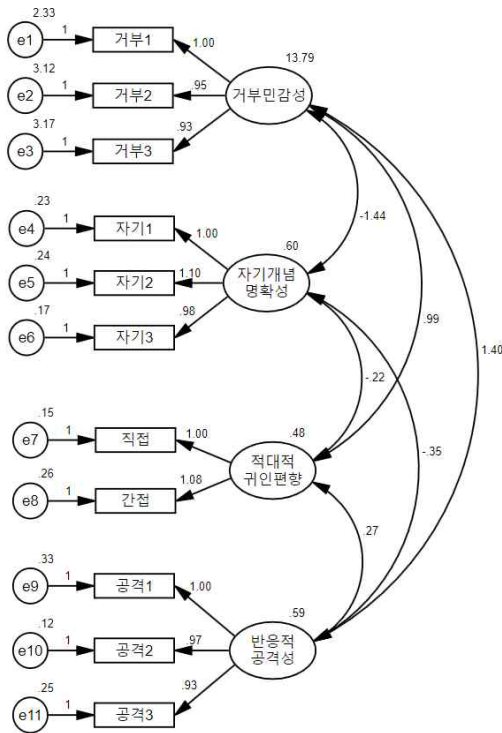 2.33
e1 1 거부1 1.00
13.79
3.12
e2 1 거부2 .95 거부민감성
3.17
e3 1 거부3 .93
-1.44
.23
e4 1 자기1 1.00
.60
.24
e5 1 자기2 1.10 자기개념
명확성
.17
e6 1 자기3 .98
.99
1.40
-.22
.15
e7 1 직접 1.00
.48
-.35
적대적
귀인편향
.26
e8 1 간접 1.08
.27
.33
e9 1 공격1 1.00
.59
.12
e10 1 공격2 .97 반응적
공격성
.25
e11 1 공격3 .93